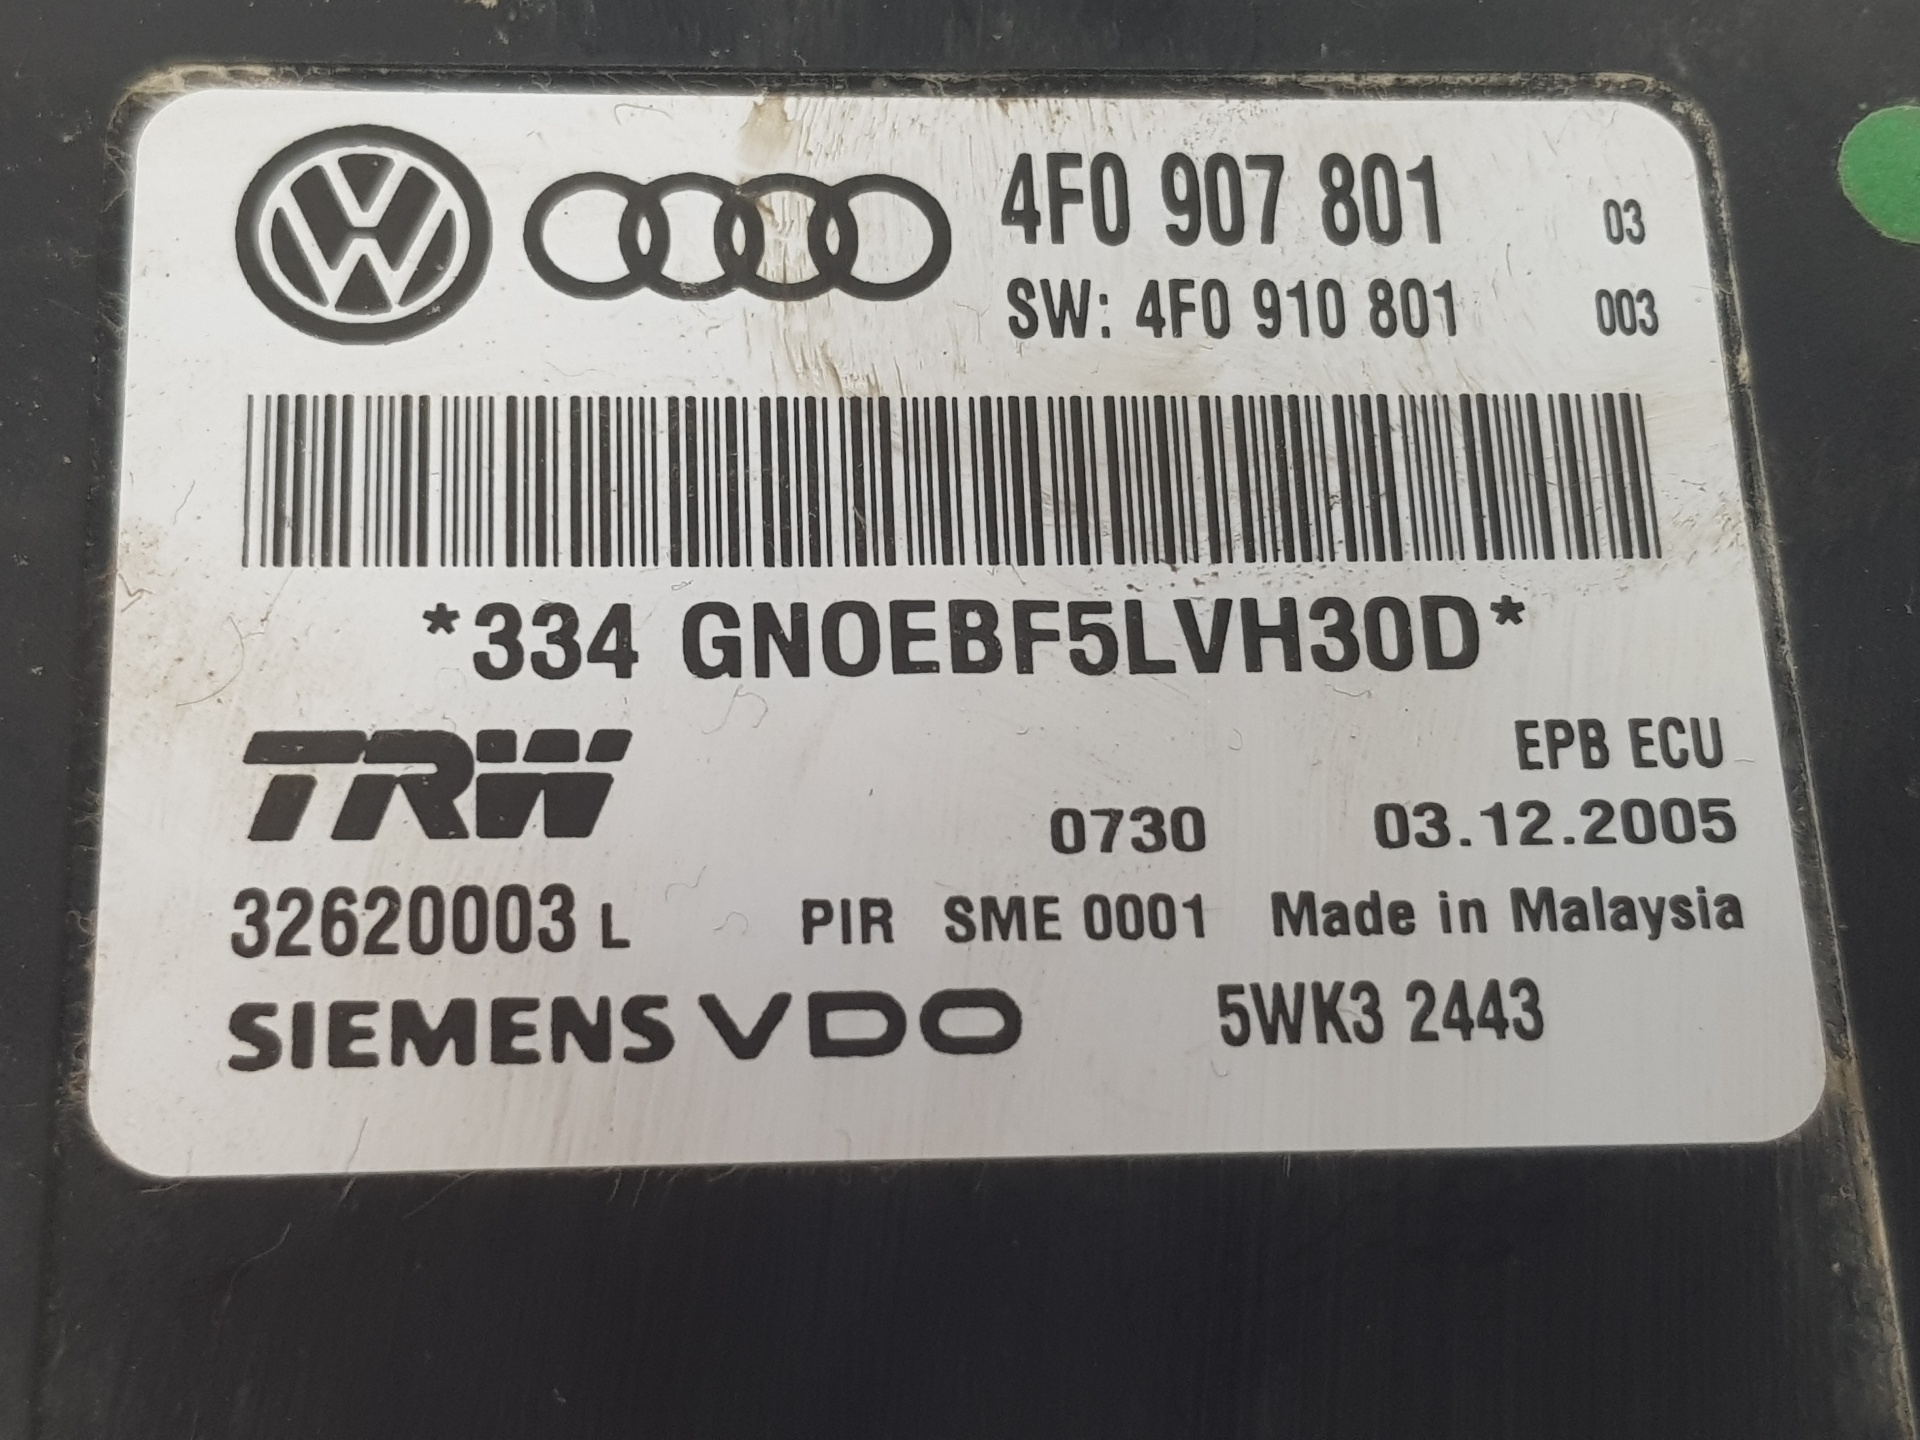 4F0 907 801 03
SW: 4F0 910 801 003
*334 GN0EBF5LVH30D*
TRW EPB ECU
0730 03.12.2005
32620003 L PIR SME 0001 Made in Malaysia
SIEMENS VDO 5WK3 2443